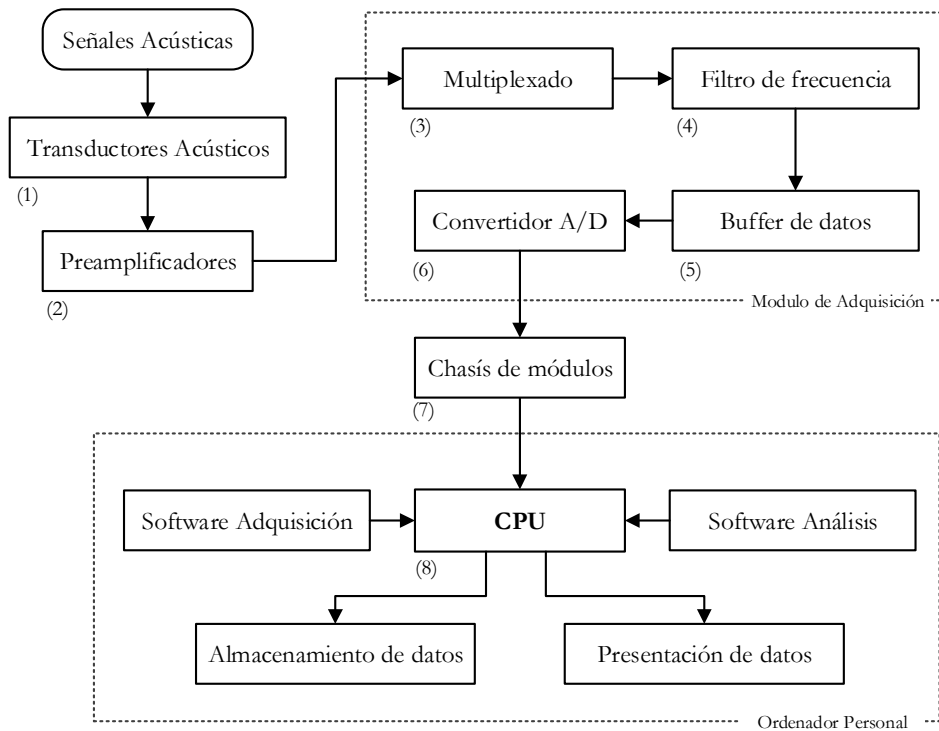 Señales Acústicas
Transductores Acústicos
(1)
Preamplificadores
(2)
Multiplexado
(3)
Filtro de frecuencia
(4)
Buffer de datos
(5)
Convertidor A/D
(6)
Modulo de Adquisición
Chasís de módulos
(7)
Software Adquisición
CPU
(8)
Software Análisis
Almacenamiento de datos
Presentación de datos
Ordenador Personal